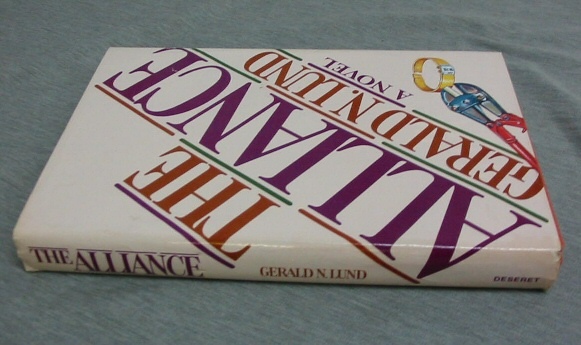 THE
ALLIANCE
GERALD N. LUND
A NOVEL
THE ALLIANCE
GERALD N. LUND
DESERET